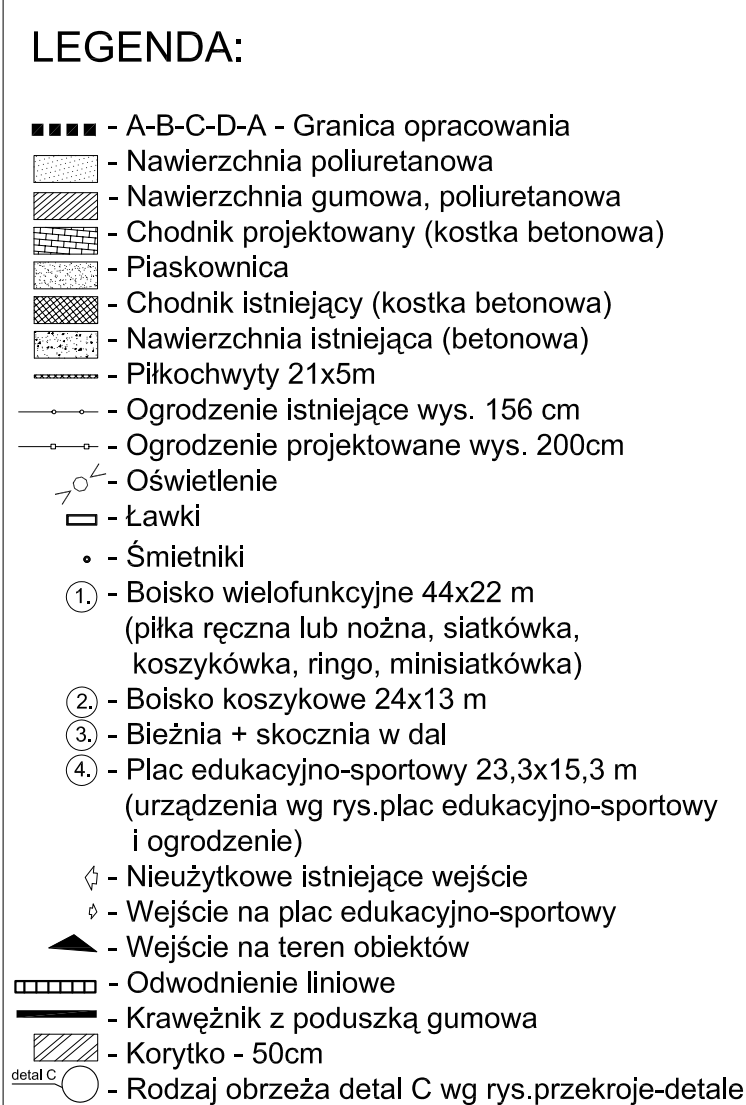 LEGENDA:
- A-B-C-D-A - Granica opracowania
- Nawierzchnia poliuretanowa
- Nawierzchnia gumowa, poliuretanowa
- Chodnik projektowany (kostka betonowa)
- Piaskownica
- Chodnik istniejący (kostka betonowa)
- Nawierzchnia istniejąca (betonowa)
- Piłkochwyty 21x5m
- Ogrodzenie istniejące wys. 156 cm
- Ogrodzenie projektowane wys. 200cm
- Oświetlenie
- Ławki
- Śmietniki
1. - Boisko wielofunkcyjne 44x22 m
(piłka ręczna lub nożna, siatkówka,
koszykówka, ringo, minisiatkówka)
2. - Boisko koszykowe 24x13 m
3. - Bieżnia + skocznia w dal
4. - Plac edukacyjno-sportowy 23,3x15,3 m
(urządzenia wg rys.plac edukacyjno-sportowy
i ogrodzenie)
- Nieużytkowe istniejące wejście
- Wejście na plac edukacyjno-sportowy
- Wejście na teren obiektów
- Odwodnienie liniowe
- Krawężnik z poduszką gumowa
- Korytko - 50cm
detal C - Rodzaj obrzeża detal C wg rys.przekroje-detale